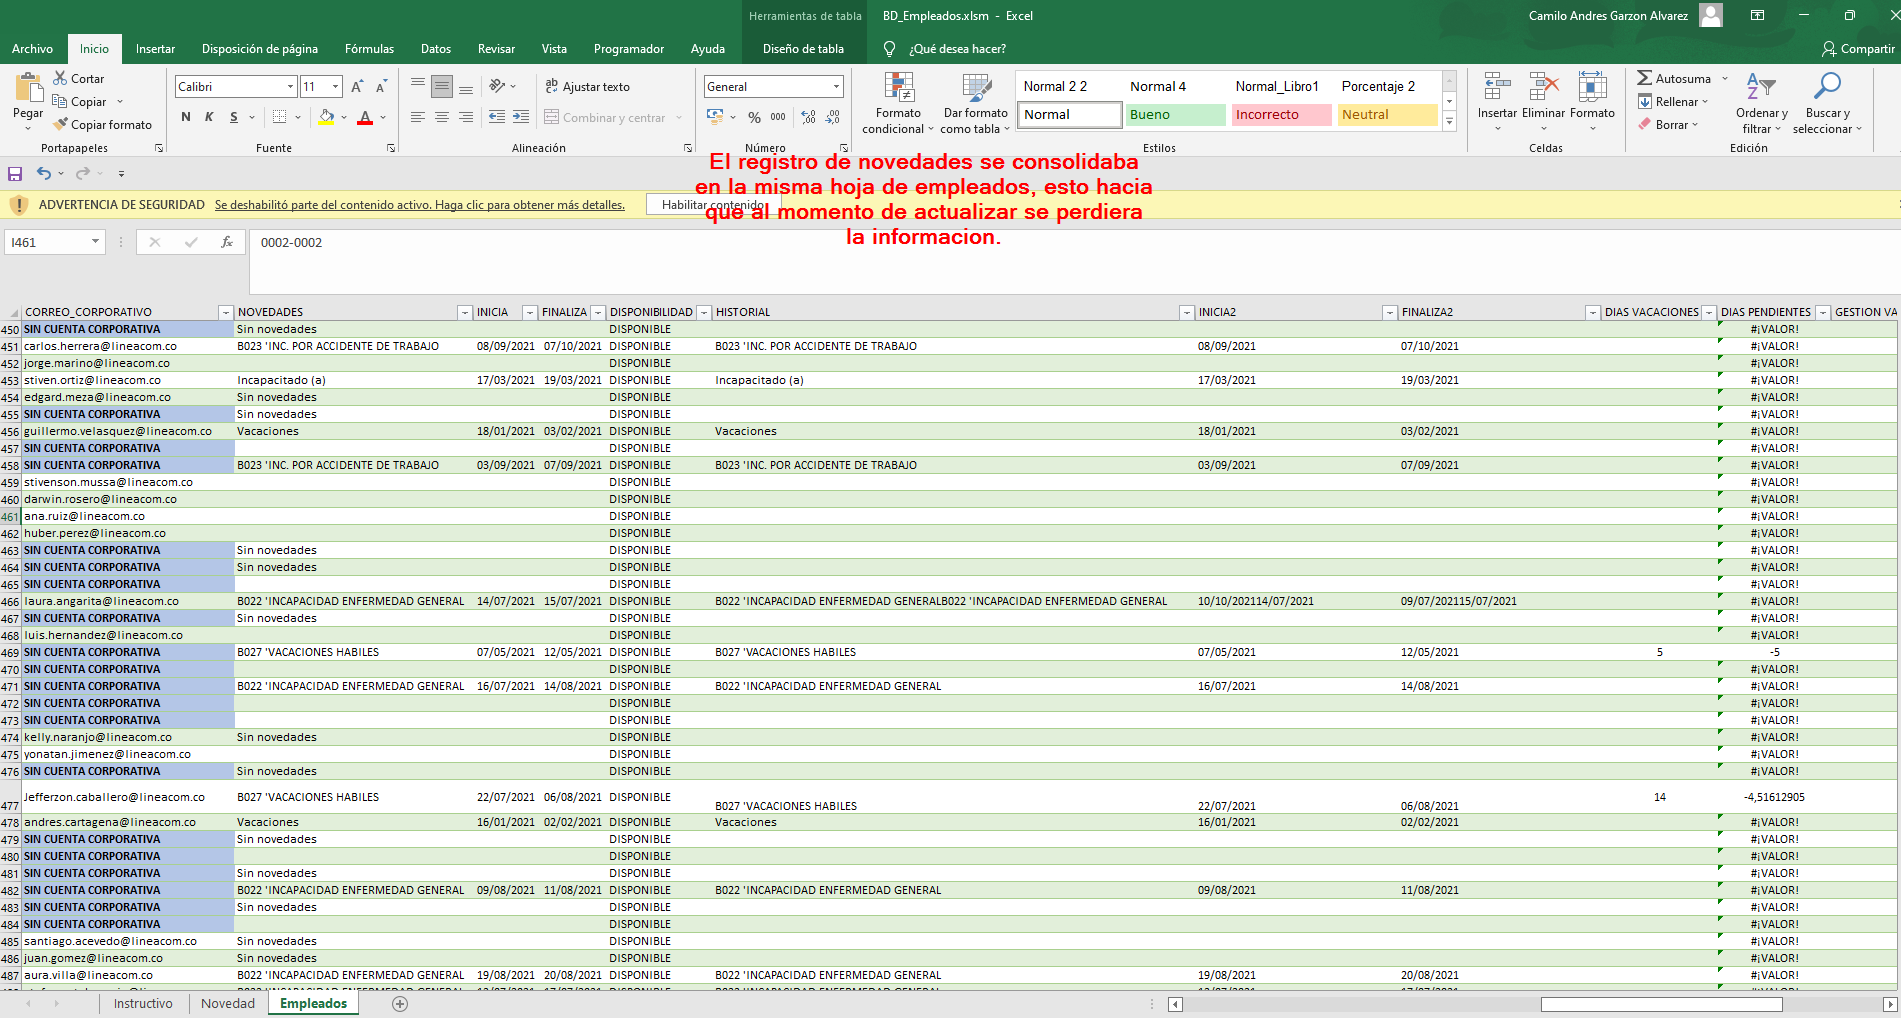 Herramientas de tabla
BD_Empleados.xlsm - Excel
Camilo Andres Garzon Alvarez
Archivo Inicio Insertar Disposición de página Fórmulas Datos Revisar Vista Programador Ayuda Diseño de tabla ¿Qué desea hacer? Compartir
Pegar
Cortar
Copiar
Copiar formato
Portapapeles
Calibri 11
N K S
Fuente
Ajustar texto
Combinar y centrar
Alineación
General
% 000
Número
Formato condicional
Dar formato como tabla
Normal 2 2 Normal 4 Normal_Libro1 Porcentaje 2
Normal Bueno Incorrecto Neutral
Estilos
Insertar Eliminar Formato
Celdas
Autosuma
Rellenar
Borrar
Ordenar y filtrar
Buscar y seleccionar
Edición
El registro de novedades se consolidaba
en la misma hoja de empleados, esto hacia
que al momento de actualizar se perdiera
la informacion.
ADVERTENCIA DE SEGURIDAD Se deshabilitó parte del contenido activo. Haga clic para obtener más detalles. Habilitar contenido
I461 fx 0002-0002
CORREO_CORPORATIVO NOVEDADES INICIA FINALIZA DISPONIBILIDAD HISTORIAL INICIA2 FINALIZA2 DIAS VACACIONES DIAS PENDIENTES GESTION VA
450 SIN CUENTA CORPORATIVA Sin novedades DISPONIBLE #¡VALOR!
451 carlos.herrera@lineacom.co B023 'INC. POR ACCIDENTE DE TRABAJO 08/09/2021 07/10/2021 DISPONIBLE B023 'INC. POR ACCIDENTE DE TRABAJO 08/09/2021 07/10/2021 #¡VALOR!
452 jorge.marino@lineacom.co DISPONIBLE #¡VALOR!
453 stiven.ortiz@lineacom.co Incapacitado (a) 17/03/2021 19/03/2021 DISPONIBLE Incapacitado (a) 17/03/2021 19/03/2021 #¡VALOR!
454 edgard.meza@lineacom.co Sin novedades DISPONIBLE #¡VALOR!
455 SIN CUENTA CORPORATIVA Sin novedades DISPONIBLE #¡VALOR!
456 guillermo.velasquez@lineacom.co Vacaciones 18/01/2021 03/02/2021 DISPONIBLE Vacaciones 18/01/2021 03/02/2021 #¡VALOR!
457 SIN CUENTA CORPORATIVA DISPONIBLE #¡VALOR!
458 SIN CUENTA CORPORATIVA B023 'INC. POR ACCIDENTE DE TRABAJO 03/09/2021 07/09/2021 DISPONIBLE B023 'INC. POR ACCIDENTE DE TRABAJO 03/09/2021 07/09/2021 #¡VALOR!
459 stivenson.mussa@lineacom.co DISPONIBLE #¡VALOR!
460 darwin.rosero@lineacom.co DISPONIBLE #¡VALOR!
461 ana.ruiz@lineacom.co DISPONIBLE #¡VALOR!
462 huber.perez@lineacom.co DISPONIBLE #¡VALOR!
463 SIN CUENTA CORPORATIVA Sin novedades DISPONIBLE #¡VALOR!
464 SIN CUENTA CORPORATIVA Sin novedades DISPONIBLE #¡VALOR!
465 SIN CUENTA CORPORATIVA DISPONIBLE #¡VALOR!
466 laura.angarita@lineacom.co B022 'INCAPACIDAD ENFERMEDAD GENERAL 14/07/2021 15/07/2021 DISPONIBLE B022 'INCAPACIDAD ENFERMEDAD GENERALB022 'INCAPACIDAD ENFERMEDAD GENERAL 10/10/202114/07/2021 09/07/202115/07/2021 #¡VALOR!
467 SIN CUENTA CORPORATIVA Sin novedades DISPONIBLE #¡VALOR!
468 luis.hernandez@lineacom.co DISPONIBLE #¡VALOR!
469 SIN CUENTA CORPORATIVA B027 'VACACIONES HABILES 07/05/2021 12/05/2021 DISPONIBLE B027 'VACACIONES HABILES 07/05/2021 12/05/2021 5 -5
470 SIN CUENTA CORPORATIVA DISPONIBLE #¡VALOR!
471 SIN CUENTA CORPORATIVA B022 'INCAPACIDAD ENFERMEDAD GENERAL 16/07/2021 14/08/2021 DISPONIBLE B022 'INCAPACIDAD ENFERMEDAD GENERAL 16/07/2021 14/08/2021 #¡VALOR!
472 SIN CUENTA CORPORATIVA DISPONIBLE #¡VALOR!
473 SIN CUENTA CORPORATIVA DISPONIBLE #¡VALOR!
474 kelly.naranjo@lineacom.co Sin novedades DISPONIBLE #¡VALOR!
475 yonatan.jimenez@lineacom.co DISPONIBLE #¡VALOR!
476 SIN CUENTA CORPORATIVA Sin novedades DISPONIBLE #¡VALOR!
477 Jefferzon.caballero@lineacom.co B027 'VACACIONES HABILES 22/07/2021 06/08/2021 DISPONIBLE B027 'VACACIONES HABILES 22/07/2021 06/08/2021 14 -4,51612905
478 andres.cartagena@lineacom.co Vacaciones 16/01/2021 02/02/2021 DISPONIBLE Vacaciones 16/01/2021 02/02/2021 #¡VALOR!
479 SIN CUENTA CORPORATIVA Sin novedades DISPONIBLE #¡VALOR!
480 SIN CUENTA CORPORATIVA DISPONIBLE #¡VALOR!
481 SIN CUENTA CORPORATIVA Sin novedades DISPONIBLE #¡VALOR!
482 SIN CUENTA CORPORATIVA B022 'INCAPACIDAD ENFERMEDAD GENERAL 09/08/2021 11/08/2021 DISPONIBLE B022 'INCAPACIDAD ENFERMEDAD GENERAL 09/08/2021 11/08/2021 #¡VALOR!
483 SIN CUENTA CORPORATIVA Sin novedades DISPONIBLE #¡VALOR!
484 SIN CUENTA CORPORATIVA DISPONIBLE #¡VALOR!
485 santiago.acevedo@lineacom.co Sin novedades DISPONIBLE #¡VALOR!
486 juan.gomez@lineacom.co Sin novedades DISPONIBLE #¡VALOR!
487 aura.villa@lineacom.co B022 'INCAPACIDAD ENFERMEDAD GENERAL 19/08/2021 20/08/2021 DISPONIBLE B022 'INCAPACIDAD ENFERMEDAD GENERAL 19/08/2021 20/08/2021 #¡VALOR!
Instructivo Novedad Empleados